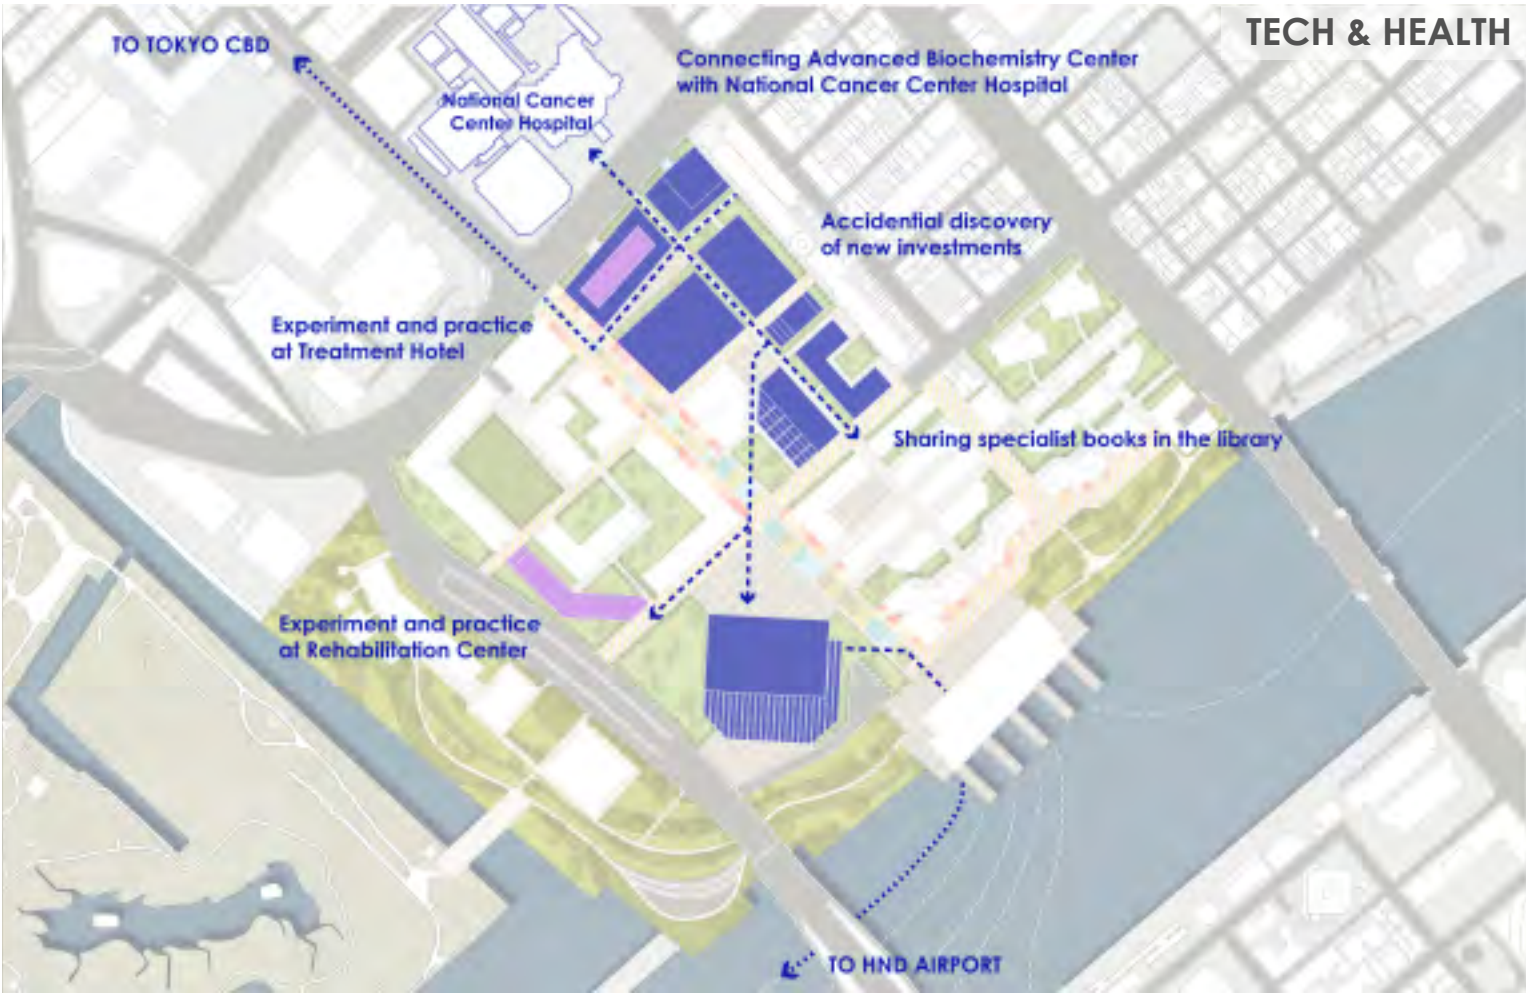 TECH & HEALTH
TO TOKYO CBD
Connecting Advanced Biochemistry Center
with National Cancer Center Hospital
National Cancer
Center Hospital
Accidential discovery
of new investments
Experiment and practice
at Treatment Hotel
Sharing specialist books in the library
Experiment and practice
at Rehabilitation Center
TO HND AIRPORT